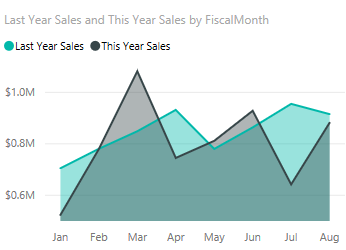 Last Year Sales and This Year Sales by FiscalMonth
Last Year Sales This Year Sales
$1.0M
$0.8M
$0.6M
Jan Feb Mar Apr May Jun Jul Aug